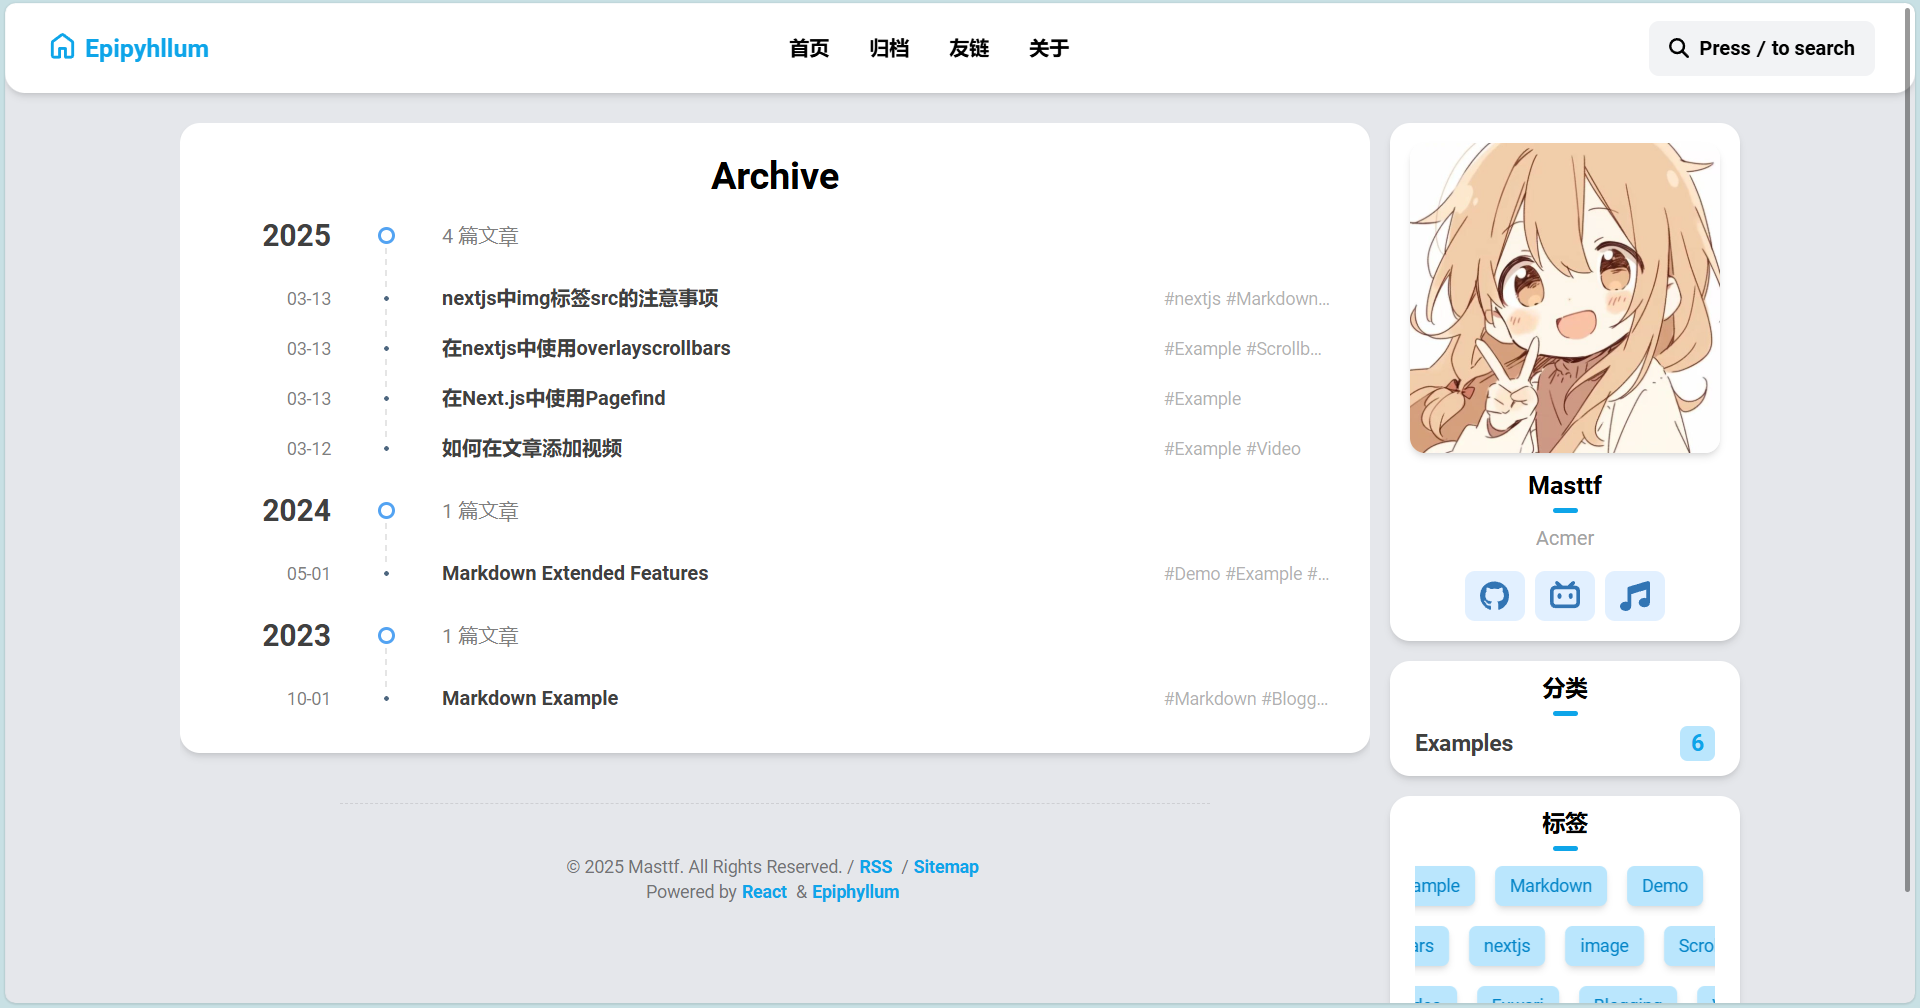 Epipyhllum
首页 归档 友链 关于
Press / to search
Archive
2025 4 篇文章
03-13 nextjs中img标签src的注意事项 #nextjs #Markdown...
03-13 在nextjs中使用overlayscrollbars #Example #Scrollb...
03-13 在Next.js中使用Pagefind #Example
03-12 如何在文章添加视频 #Example #Video
2024 1 篇文章
05-01 Markdown Extended Features #Demo #Example #...
2023 1 篇文章
10-01 Markdown Example #Markdown #Blogg...
© 2025 Masttf. All Rights Reserved. / RSS / Sitemap
Powered by React & Epiphyllum
Masttf
Acmer
分类
Examples 6
标签
ample Markdown Demo
ars nextjs image Scro
Fuwari Blogging